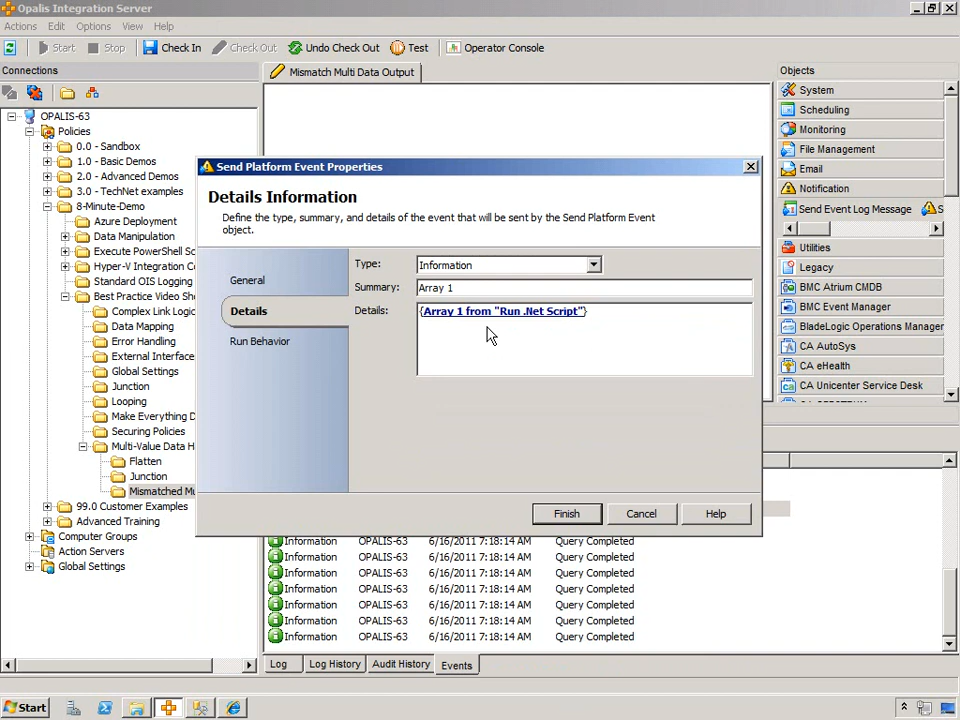 Opalis Integration Server
Actions Edit Options View Help
Start Stop Check In Check Out Undo Check Out Test Operator Console
Connections
Mismatch Multi Data Output
Objects
OPALIS-63
Policies
0.0 - Sandbox
1.0 - Basic Demos
2.0 - Advanced Demos
3.0 - TechNet examples
8-Minute-Demo
Azure Deployment
Data Manipulation
Execute PowerShell Sc
Hyper-V Integration Co
Standard OIS Logging
Best Practice Video Sh
Complex Link Logic
Data Mapping
Error Handling
External Interface
Global Settings
Junction
Looping
Make Everything D
Securing Policies
Multi-Value Data H
Flatten
Junction
Mismatched Mu
99.0 Customer Examples
Advanced Training
Computer Groups
Action Servers
Global Settings
System
Scheduling
Monitoring
File Management
Email
Notification
Send Event Log Message S
Utilities
Legacy
BMC Atrium CMDB
BMC Event Manager
BladeLogic Operations Manager
CA AutoSys
CA eHealth
CA Unicenter Service Desk
Send Platform Event Properties
Details Information
Define the type, summary, and details of the event that will be sent by the Send Platform Event
object.
General
Details
Run Behavior
Type: Information
Summary: Array 1
Details: {Array 1 from "Run .Net Script"}
Finish Cancel Help
Information OPALIS-63 6/16/2011 7:18:14 AM Query Completed
Information OPALIS-63 6/16/2011 7:18:14 AM Query Completed
Information OPALIS-63 6/16/2011 7:18:14 AM Query Completed
Information OPALIS-63 6/16/2011 7:18:14 AM Query Completed
Information OPALIS-63 6/16/2011 7:18:14 AM Query Completed
Information OPALIS-63 6/16/2011 7:18:14 AM Query Completed
Information OPALIS-63 6/16/2011 7:18:14 AM Query Completed
Log Log History Audit History Events
Start